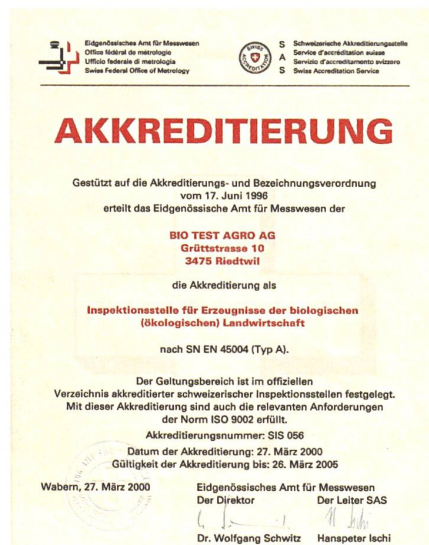 Eidgenössisches Amt für Messwesen
Office fédéral de métrologie
Ufficio federale di metrologia
Swiss Federal Office of Metrology
SWISS ACCREDITATION
S Schweizerische Akkreditierungsstelle
A Service d'accréditation suisse
Servizio d'accreditamento svizzero
S Swiss Accreditation Service
AKKREDITIERUNG
Gestützt auf die Akkreditierungs- und Bezeichnungsverordnung
vom 17. Juni 1996
erteilt das Eidgenössische Amt für Messwesen der
BIO TEST AGRO AG
Grüttstrasse 10
3475 Riedtwil
die Akkreditierung als
Inspektionsstelle für Erzeugnisse der biologischen
(ökologischen) Landwirtschaft
nach SN EN 45004 (Typ A).
Der Geltungsbereich ist im offiziellen
Verzeichnis akkreditierter schweizerischer Inspektionsstellen festgelegt.
Mit dieser Akkreditierung sind auch die relevanten Anforderungen
der Norm ISO 9002 erfüllt.
Akkreditierungsnummer: SIS 056
Datum der Akkreditierung: 27. März 2000
Gültigkeit der Akkreditierung bis: 26. März 2005
Wabern, 27. März 2000
Eidgenössisches Amt für Messwesen
Der Direktor Der Leiter SAS
Dr. Wolfgang Schwitz Hanspeter Ischi